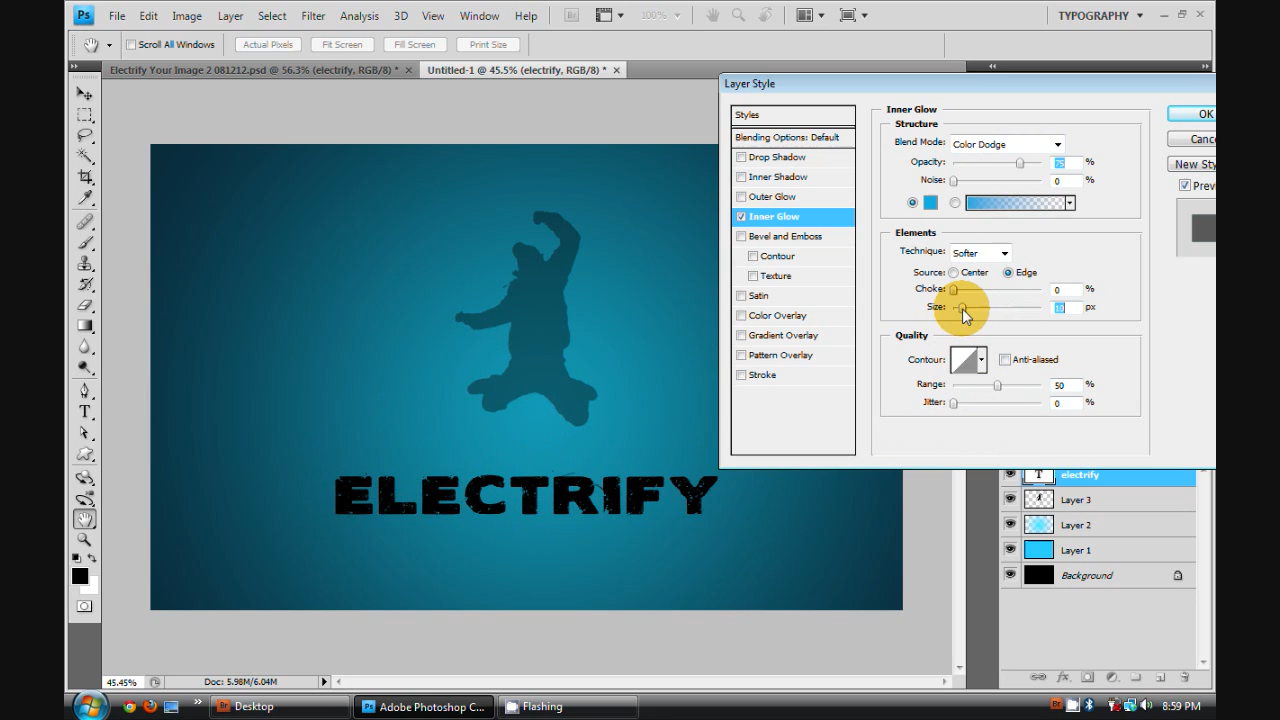 Ps File Edit Image Layer Select Filter Analysis 3D View Window Help Br 100% TYPOGRAPHY
Scroll All Windows Actual Pixels Fit Screen Fill Screen Print Size
Electrify Your Image 2 081212.psd @ 56.3% (electrify, RGB/8) * Untitled-1 @ 45.5% (electrify, RGB/8) *
Layer Style
Styles
Blending Options: Default
Drop Shadow
Inner Shadow
Outer Glow
Inner Glow
Bevel and Emboss
Contour
Texture
Satin
Color Overlay
Gradient Overlay
Pattern Overlay
Stroke
Inner Glow
Structure
Blend Mode: Color Dodge
Opacity: 75 %
Noise: 0 %
Elements
Technique: Softer
Source: Center Edge
Choke: 0 %
Size: px
Quality
Contour: Anti-aliased
Range: 50 %
Jitter: 0 %
OK
Canc
New Sty
Previ
ELECTRIFY
T electrify
Layer 3
Layer 2
Layer 1
Background
T
fx
45.45% Doc: 5.98M/6.04M
Br Desktop Ps Adobe Photoshop C... Flashing Br 8:59 PM